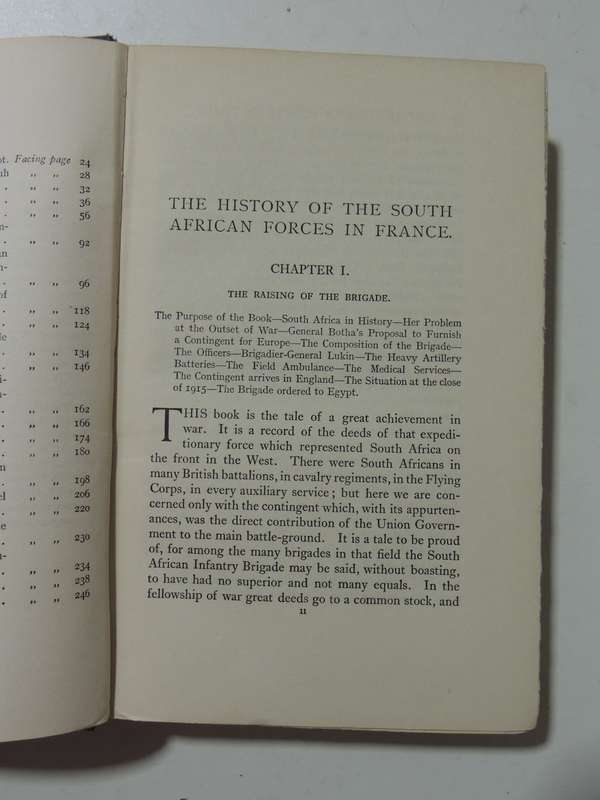 Facing page 24
,, ,, 28
,, ,, 32
,, ,, 36
,, ,, 56
,, ,, 92
,, ,, 96
of
,, ,, 118
,, ,, 124
,, ,, 134
,, ,, 146
,, ,, 162
,, ,, 166
,, ,, 174
,, ,, 180
,, ,, 198
,, ,, 206
,, ,, 220
,, ,, 230
,, ,, 234
,, ,, 238
,, ,, 246
THE HISTORY OF THE SOUTH
AFRICAN FORCES IN FRANCE.
CHAPTER I.
THE RAISING OF THE BRIGADE.
The Purpose of the Book—South Africa in History—Her Problem
at the Outset of War—General Botha's Proposal to Furnish
a Contingent for Europe—The Composition of the Brigade—
The Officers—Brigadier-General Lukin—The Heavy Artillery
Batteries—The Field Ambulance—The Medical Services—
The Contingent arrives in England—The Situation at the close
of 1915—The Brigade ordered to Egypt.
THIS book is the tale of a great achievement in
war. It is a record of the deeds of that expedi-
tionary force which represented South Africa on
the front in the West. There were South Africans in
many British battalions, in cavalry regiments, in the Flying
Corps, in every auxiliary service; but here we are con-
cerned only with the contingent which, with its appurten-
ances, was the direct contribution of the Union Govern-
ment to the main battle-ground. It is a tale to be proud
of, for among the many brigades in that field the South
African Infantry Brigade may be said, without boasting,
to have had no superior and not many equals. In the
fellowship of war great deeds go to a common stock, and
11